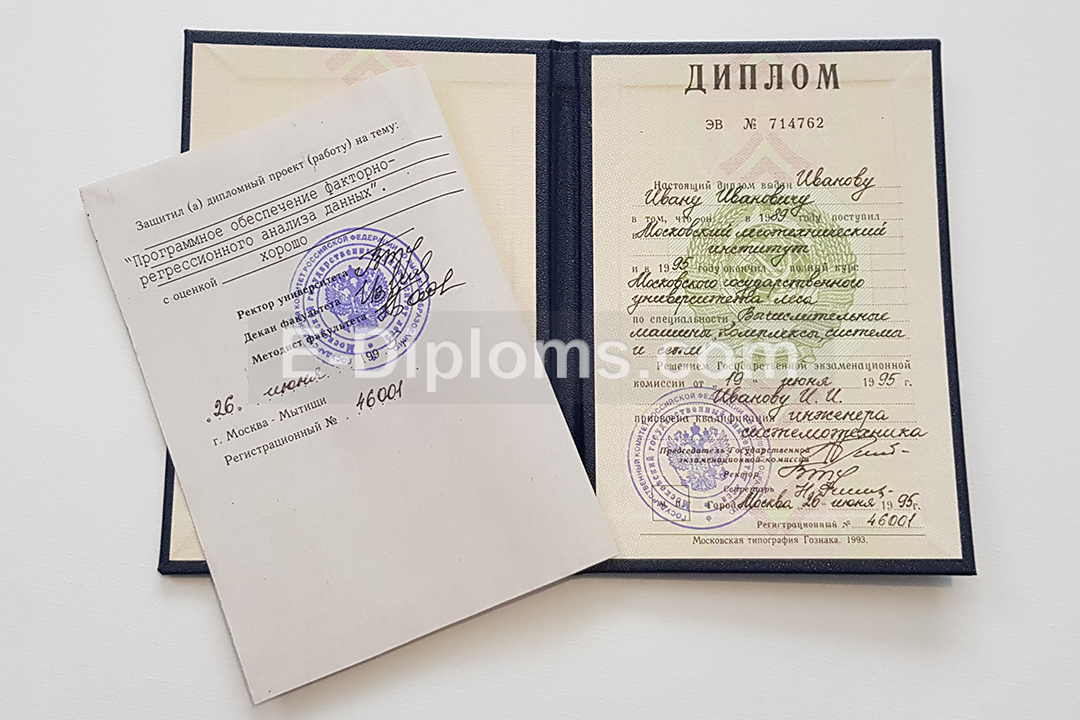 Защитил (а) дипломный проект (работу) на тему:
"Программное обеспечение факторно-
регрессионного анализа данных".
с оценкой хорошо
Ректор университета
Декан факультета
Методист факультета
"26" июня
г. Москва - Мытищи
Регистрационный № 46001
ДИПЛОМ
ЭВ № 714762
Настоящий диплом выдан Иванову
Ивану Ивановичу
в том, что он в 1989 году поступил
в Московский лесотехнический
институт
и в 1995 году окончил полный курс
Московского государственного
университета леса
по специальности Вычислительные
машины, комплексы, системы
и сети
Решением Государственной экзаменационной
комиссии от "19" июня 1995 г.
Иванову И. И.
присвоена квалификация инженера
системотехника
Председатель Государственной
экзаменационной комиссии
Ректор
Секретарь
Город Москва 26 июня 1995 г.
Регистрационный № 46001
Московская типография Гознака. 1993.
E-Diploms.com